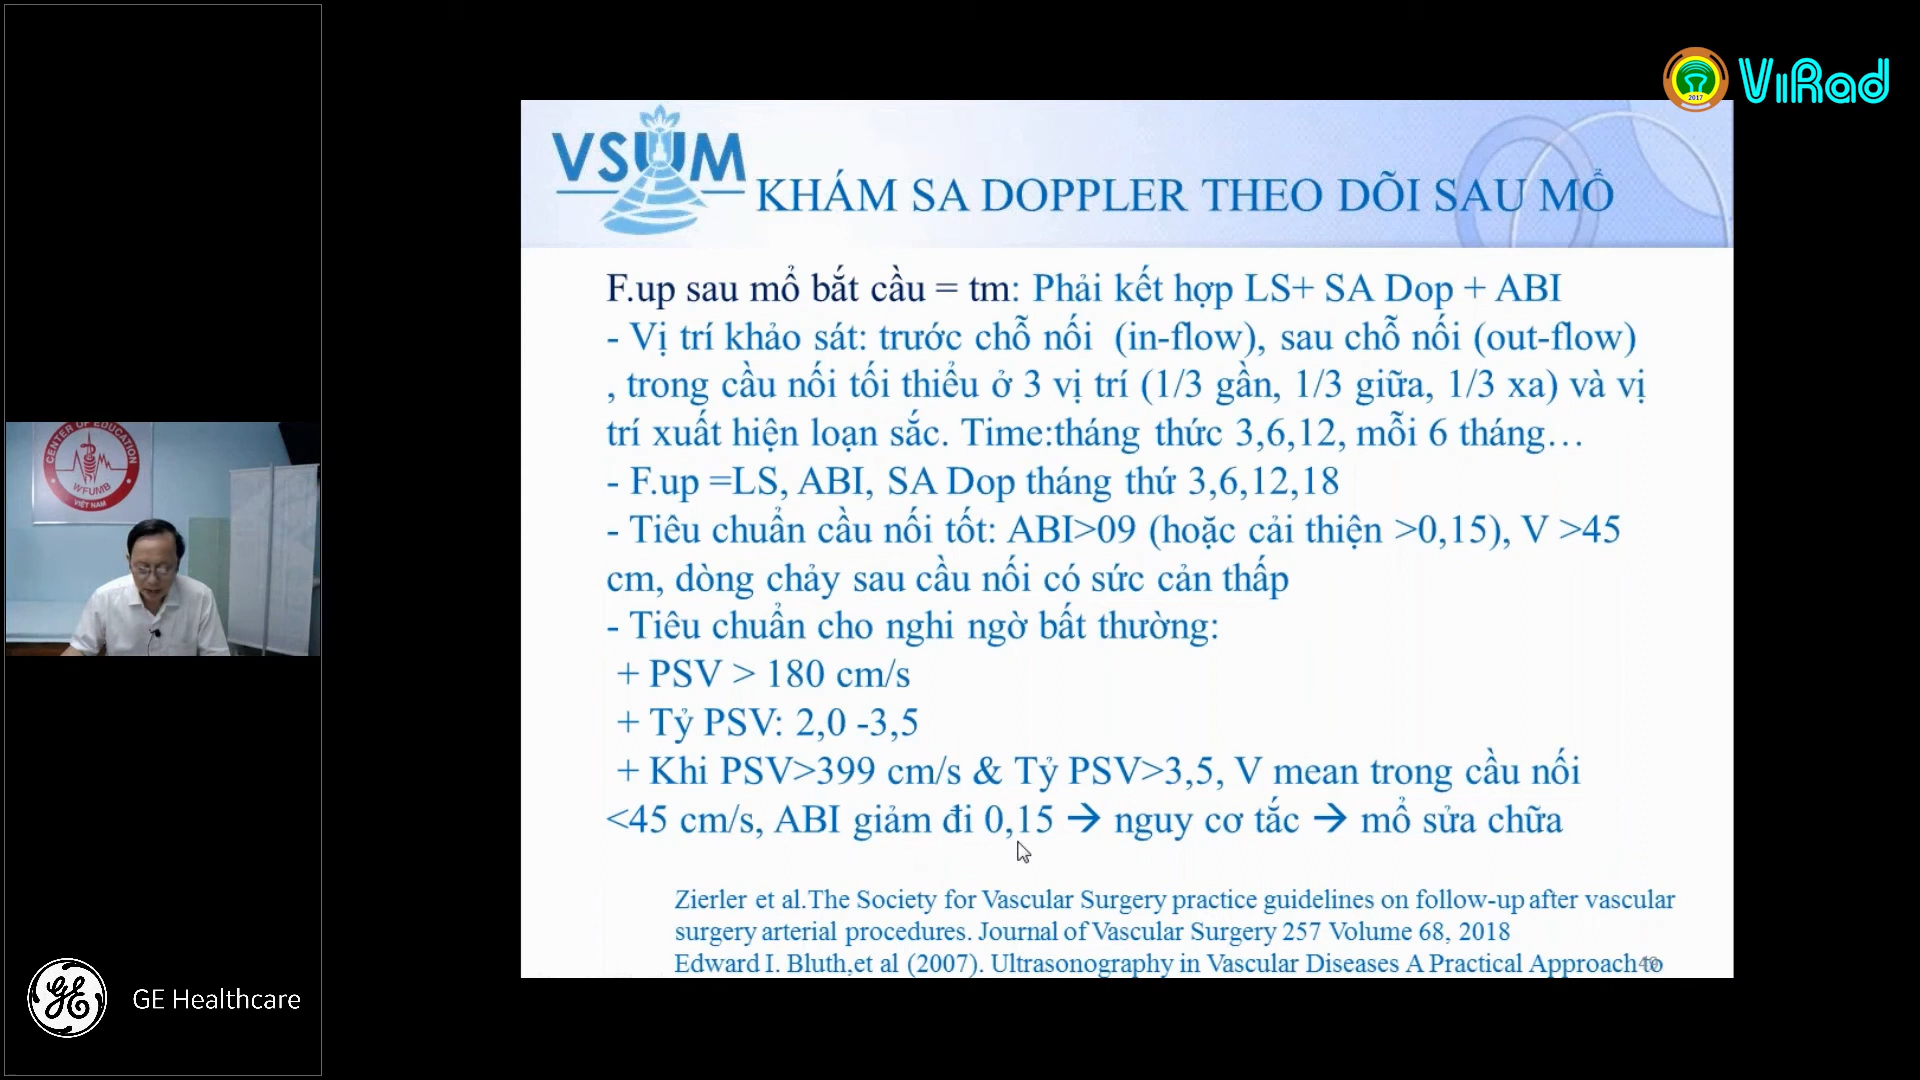 ViRad
2017
VSUM
KHÁM SA DOPPLER THEO DÕI SAU MỔ
F.up sau mổ bắt cầu = tm: Phải kết hợp LS+ SA Dop + ABI
- Vị trí khảo sát: trước chỗ nối (in-flow), sau chỗ nối (out-flow)
, trong cầu nối tối thiểu ở 3 vị trí (1/3 gần, 1/3 giữa, 1/3 xa) và vị
trí xuất hiện loạn sắc. Time:tháng thức 3,6,12, mỗi 6 tháng…
- F.up =LS, ABI, SA Dop tháng thứ 3,6,12,18
- Tiêu chuẩn cầu nối tốt: ABI>09 (hoặc cải thiện >0,15), V >45
cm, dòng chảy sau cầu nối có sức cản thấp
- Tiêu chuẩn cho nghi ngờ bất thường:
+ PSV > 180 cm/s
+ Tỷ PSV: 2,0 -3,5
+ Khi PSV>399 cm/s & Tỷ PSV>3,5, V mean trong cầu nối
<45 cm/s, ABI giảm đi 0,15 → nguy cơ tắc → mổ sửa chữa
Zierler et al.The Society for Vascular Surgery practice guidelines on follow-up after vascular
surgery arterial procedures. Journal of Vascular Surgery 257 Volume 68, 2018
Edward I. Bluth,et al (2007). Ultrasonography in Vascular Diseases A Practical Approach to
CENTER OF EDUCATION
WFUMB
VIỆT NAM
GE Healthcare